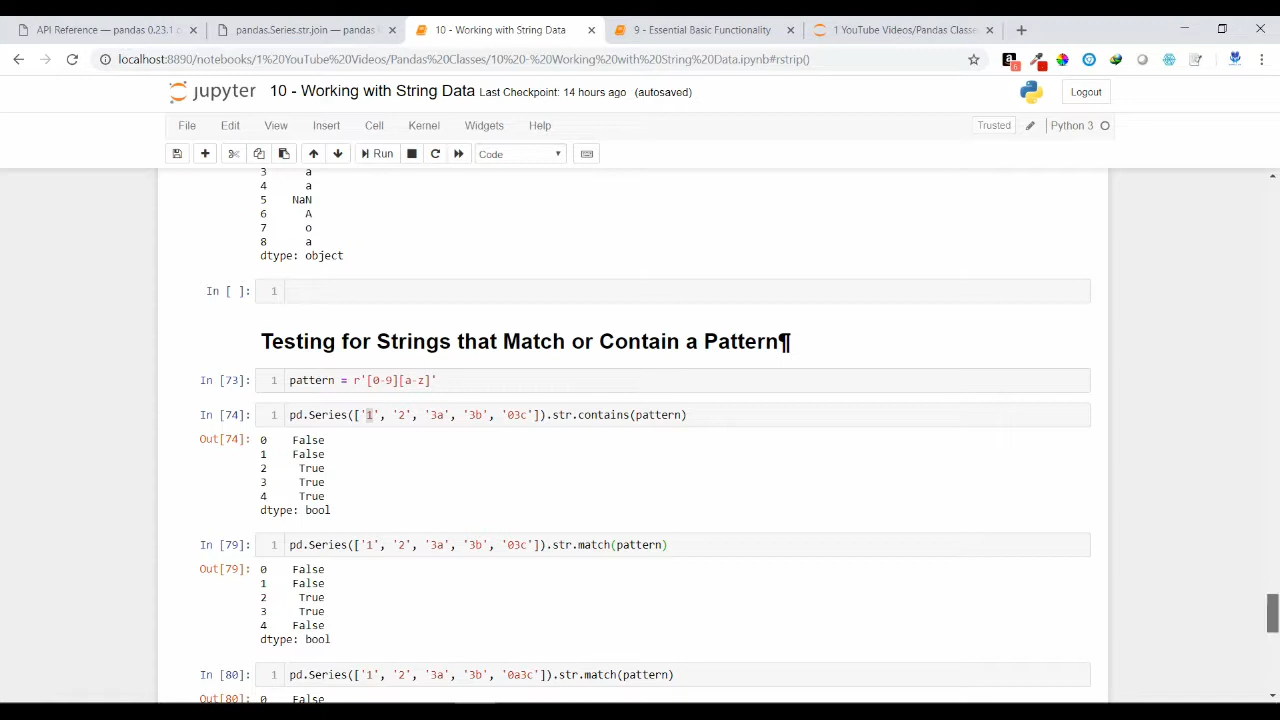 API Reference — pandas 0.23.1 d
pandas.Series.str.join — pandas
10 - Working with String Data
9 - Essential Basic Functionality
1 YouTube Videos/Pandas Classe
localhost:8890/notebooks/1%20YouTube%20Videos/Pandas%20Classes/10%20-%20Working%20with%20String%20Data.ipynb#rstrip()
jupyter 10 - Working with String Data Last Checkpoint: 14 hours ago (autosaved) Logout
File Edit View Insert Cell Kernel Widgets Help Trusted Python 3
Run Code
3 a
4 a
5 NaN
6 A
7 o
8 a
dtype: object
In [ ]: 1
Testing for Strings that Match or Contain a Pattern¶
In [73]: 1 pattern = r'[0-9][a-z]'
In [74]: 1 pd.Series(['1', '2', '3a', '3b', '03c']).str.contains(pattern)
Out[74]: 0 False
1 False
2 True
3 True
4 True
dtype: bool
In [79]: 1 pd.Series(['1', '2', '3a', '3b', '03c']).str.match(pattern)
Out[79]: 0 False
1 False
2 True
3 True
4 False
dtype: bool
In [80]: 1 pd.Series(['1', '2', '3a', '3b', '0a3c']).str.match(pattern)
Out[80]: 0 False